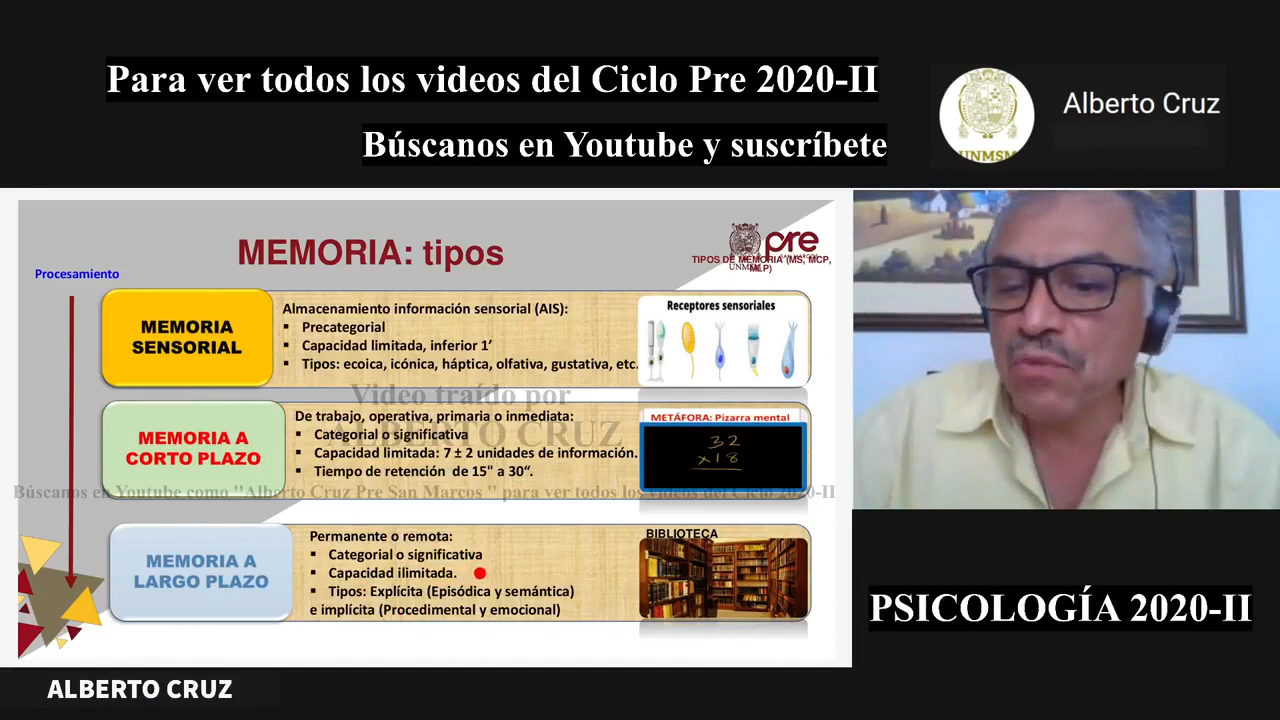 Para ver todos los videos del Ciclo Pre 2020-II
Búscanos en Youtube y suscríbete
UNMSM
Alberto Cruz
MEMORIA: tipos
pre
UNMSM
TIPOS DE MEMORIA (MS, MCP, MLP)
Procesamiento
MEMORIA SENSORIAL
Almacenamiento información sensorial (AIS):
▪ Precategorial
▪ Capacidad limitada, inferior 1’
▪ Tipos: ecoica, icónica, háptica, olfativa, gustativa, etc.
Receptores sensoriales
Video traído por
ALBERTO CRUZ
MEMORIA A CORTO PLAZO
De trabajo, operativa, primaria o inmediata:
▪ Categorial o significativa
▪ Capacidad limitada: 7 ± 2 unidades de información.
▪ Tiempo de retención de 15" a 30“.
METÁFORA: Pizarra mental
32
x18
Búscanos en Youtube como "Alberto Cruz Pre San Marcos " para ver todos los videos del Ciclo 2020-II
MEMORIA A LARGO PLAZO
Permanente o remota:
▪ Categorial o significativa
▪ Capacidad ilimitada.
▪ Tipos: Explícita (Episódica y semántica)
e implícita (Procedimental y emocional)
BIBLIOTECA
PSICOLOGÍA 2020-II
ALBERTO CRUZ